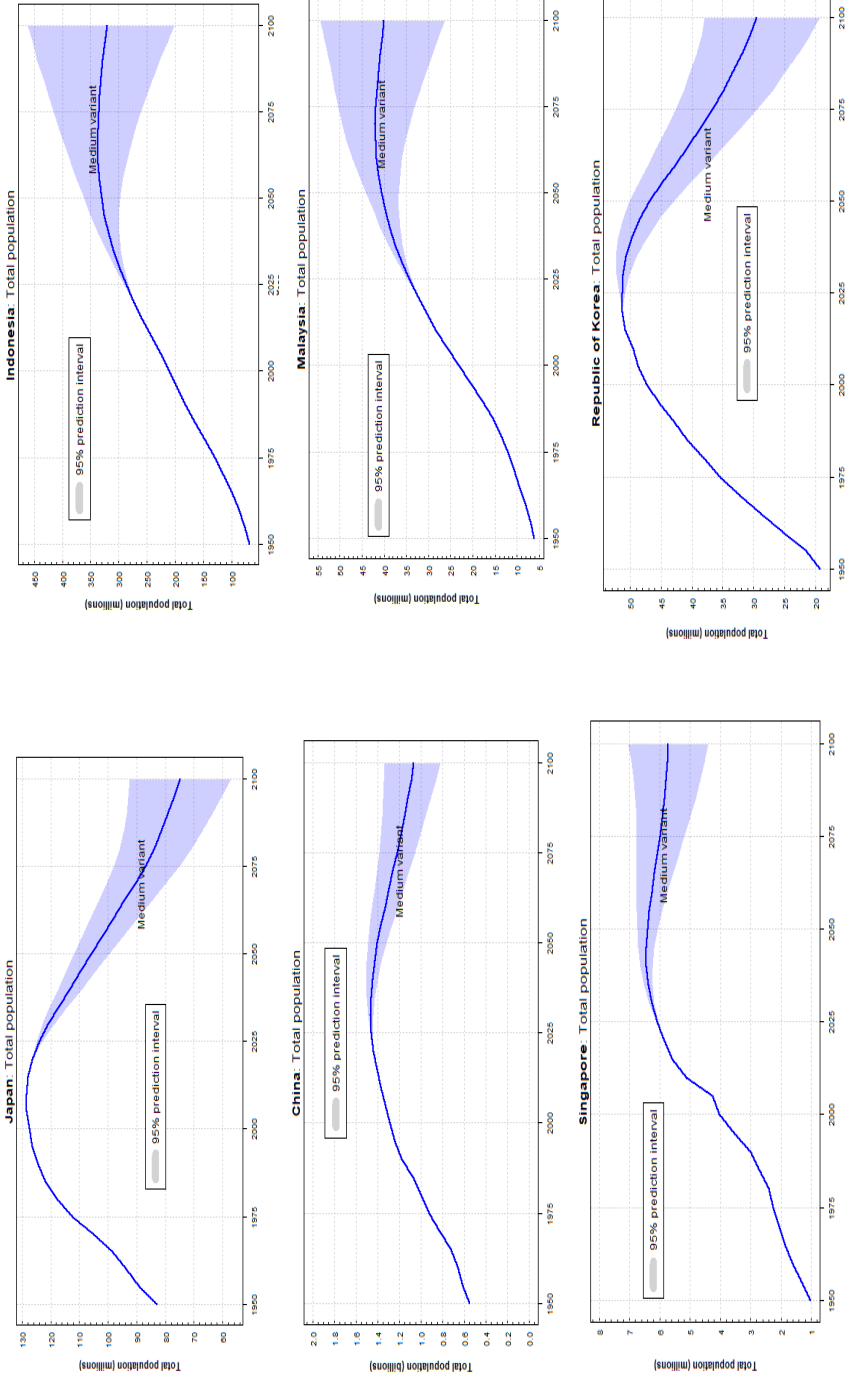 Japan: Total population
Total population (millions)
130
120
110
100
90
80
70
60
95% prediction interval
Medium variant
1950 1975 2000 2025 2050 2075 2100
Indonesia: Total population
Total population (millions)
450
400
350
300
250
200
150
100
95% prediction interval
Medium variant
1950 1975 2000 2025 2050 2075 2100
China: Total population
Total population (billions)
2.0
1.8
1.6
1.4
1.2
1.0
0.8
0.6
0.4
0.2
0.0
95% prediction interval
Medium variant
1950 1975 2000 2025 2050 2075 2100
Malaysia: Total population
Total population (millions)
55
50
45
40
35
30
25
20
15
10
5
95% prediction interval
Medium variant
1950 1975 2000 2025 2050 2075 2100
Singapore: Total population
Total population (millions)
8
7
6
5
4
3
2
1
95% prediction interval
Medium variant
1950 1975 2000 2025 2050 2075 2100
Republic of Korea: Total population
Total population (millions)
50
45
40
35
30
25
20
95% prediction interval
Medium variant
1950 1975 2000 2025 2050 2075 2100